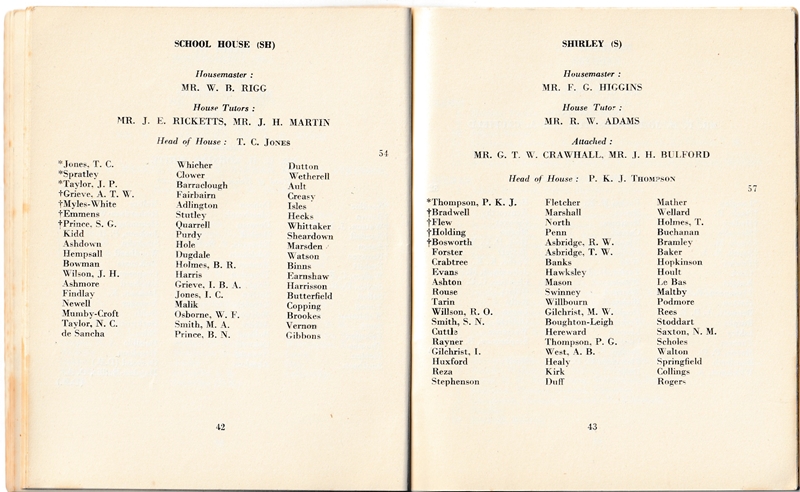 SCHOOL HOUSE (SH)
Housemaster :
MR. W. B. RIGG
House Tutors :
MR. J. E. RICKETTS, MR. J. H. MARTIN
Head of House : T. C. JONES
54
*Jones, T. C. Whicher Dutton
*Spratley Clower Wetherell
*Taylor, J. P. Barraclough Ault
†Grieve, A. T. W. Fairbairn Creasy
†Myles-White Adlington Isles
†Emmens Stutley Hecks
†Prince, S. G. Quarrell Whittaker
Kidd Purdy Sheardown
Ashdown Hole Marsden
Hempsall Dugdale Watson
Bowman Holmes, B. R. Binns
Wilson, J. H. Harris Earnshaw
Ashmore Grieve, I. B. A. Harrisson
Findlay Jones, I. C. Butterfield
Newell Malik Copping
Mumby-Croft Osborne, W. F. Brookes
Taylor, N. C. Smith, M. A. Vernon
de Sancha Prince, B. N. Gibbons
42
SHIRLEY (S)
Housemaster :
MR. F. G. HIGGINS
House Tutor :
MR. R. W. ADAMS
Attached :
MR. G. T. W. CRAWHALL, MR. J. H. BULFORD
Head of House : P. K. J. THOMPSON
57
*Thompson, P. K. J. Fletcher Mather
†Bradwell Marshall Wellard
†Flew North Holmes, T.
†Holding Penn Buchanan
†Bosworth Asbridge, R. W. Bramley
Forster Asbridge, T. W. Baker
Crabtree Banks Hopkinson
Evans Hawksley Hoult
Ashton Mason Le Bas
Rouse Swinney Maltby
Tarin Willbourn Podmore
Willson, R. O. Gilchrist, M. W. Rees
Smith, S. N. Boughton-Leigh Stoddart
Cuttle Hereward Saxton, N. M.
Rayner Thompson, P. G. Scholes
Gilchrist, I. West, A. B. Walton
Huxford Healy Springfield
Reza Kirk Collings
Stephenson Duff Rogers
43